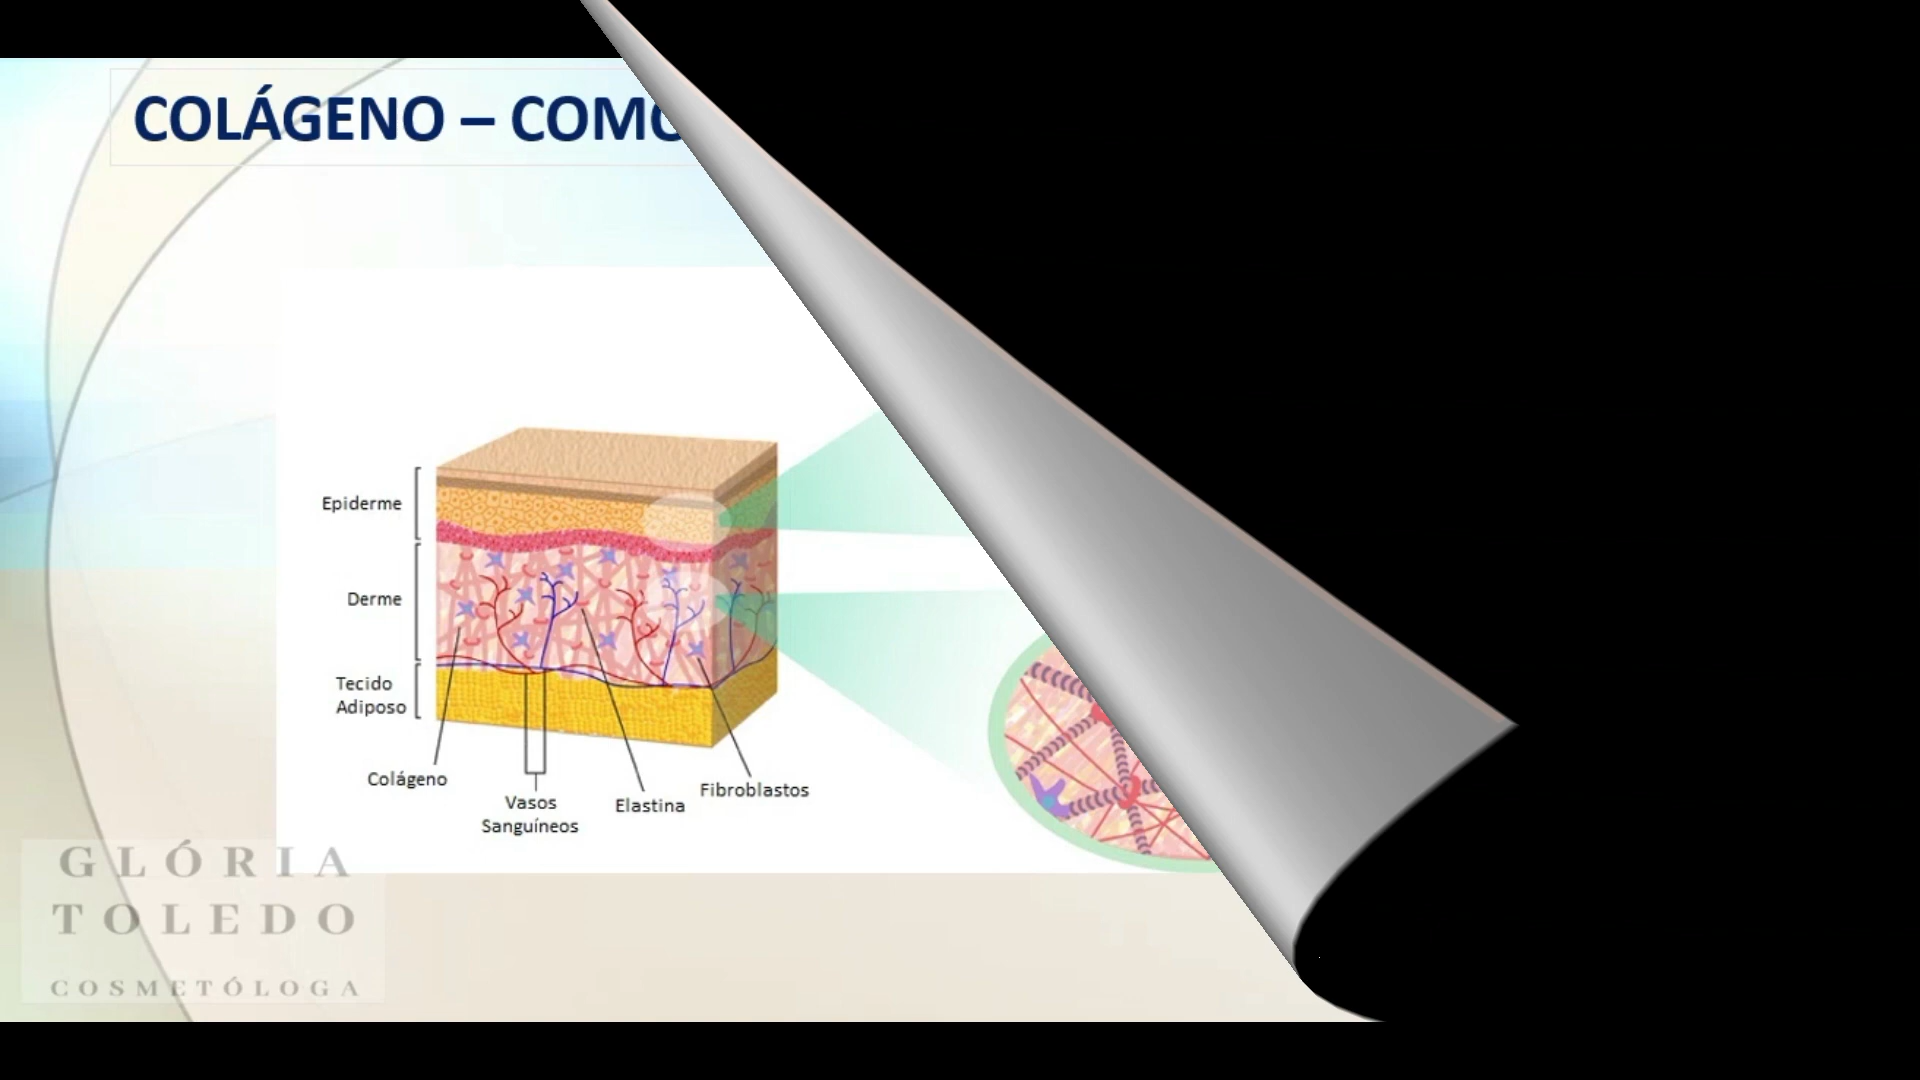 COLÁGENO – COMO
Epiderme
Derme
Tecido
Adiposo
Colágeno
Vasos
Sanguíneos
Elastina
Fibroblastos
GLÓRIA
TOLEDO
COSMETÓLOGA